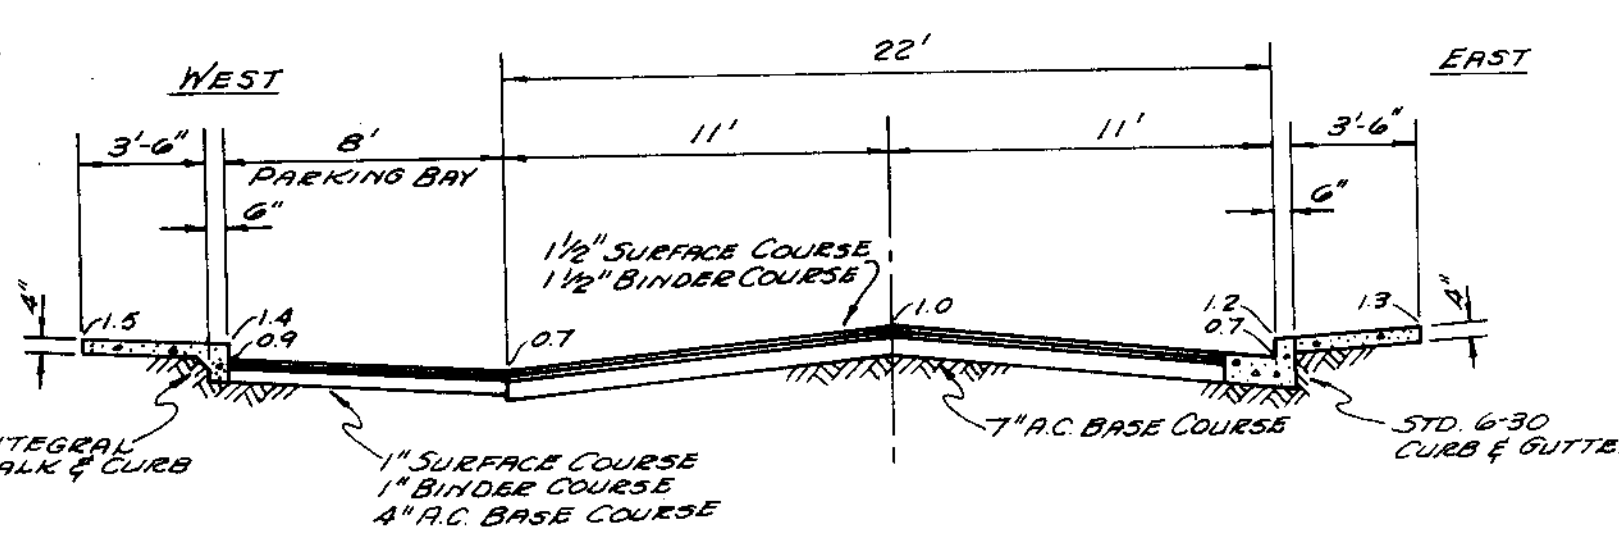 WEST
22'
EAST
3'-6"
8'
11'
11'
3'-6"
PARKING BAY
6"
6"
1½" SURFACE COURSE
1½" BINDER COURSE
4"
1.5
1.4
0.9
0.7
1.0
1.2
0.7
1.3
4"
NTEGRAL
ALK & CURB
1" SURFACE COURSE
1" BINDER COURSE
4" A.C. BASE COURSE
7" A.C. BASE COURSE
STD. 6-30
CURB & GUTTE